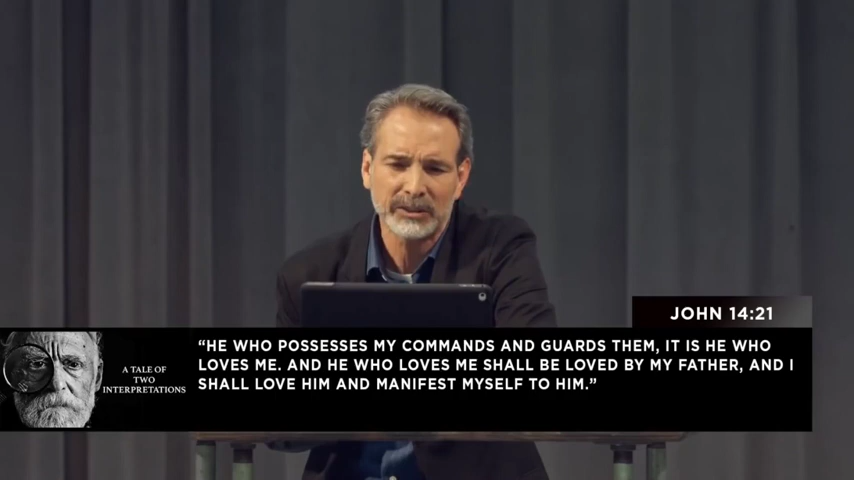 JOHN 14:21
“HE WHO POSSESSES MY COMMANDS AND GUARDS THEM, IT IS HE WHO
LOVES ME. AND HE WHO LOVES ME SHALL BE LOVED BY MY FATHER, AND I
SHALL LOVE HIM AND MANIFEST MYSELF TO HIM.”
A TALE OF
TWO
INTERPRETATIONS